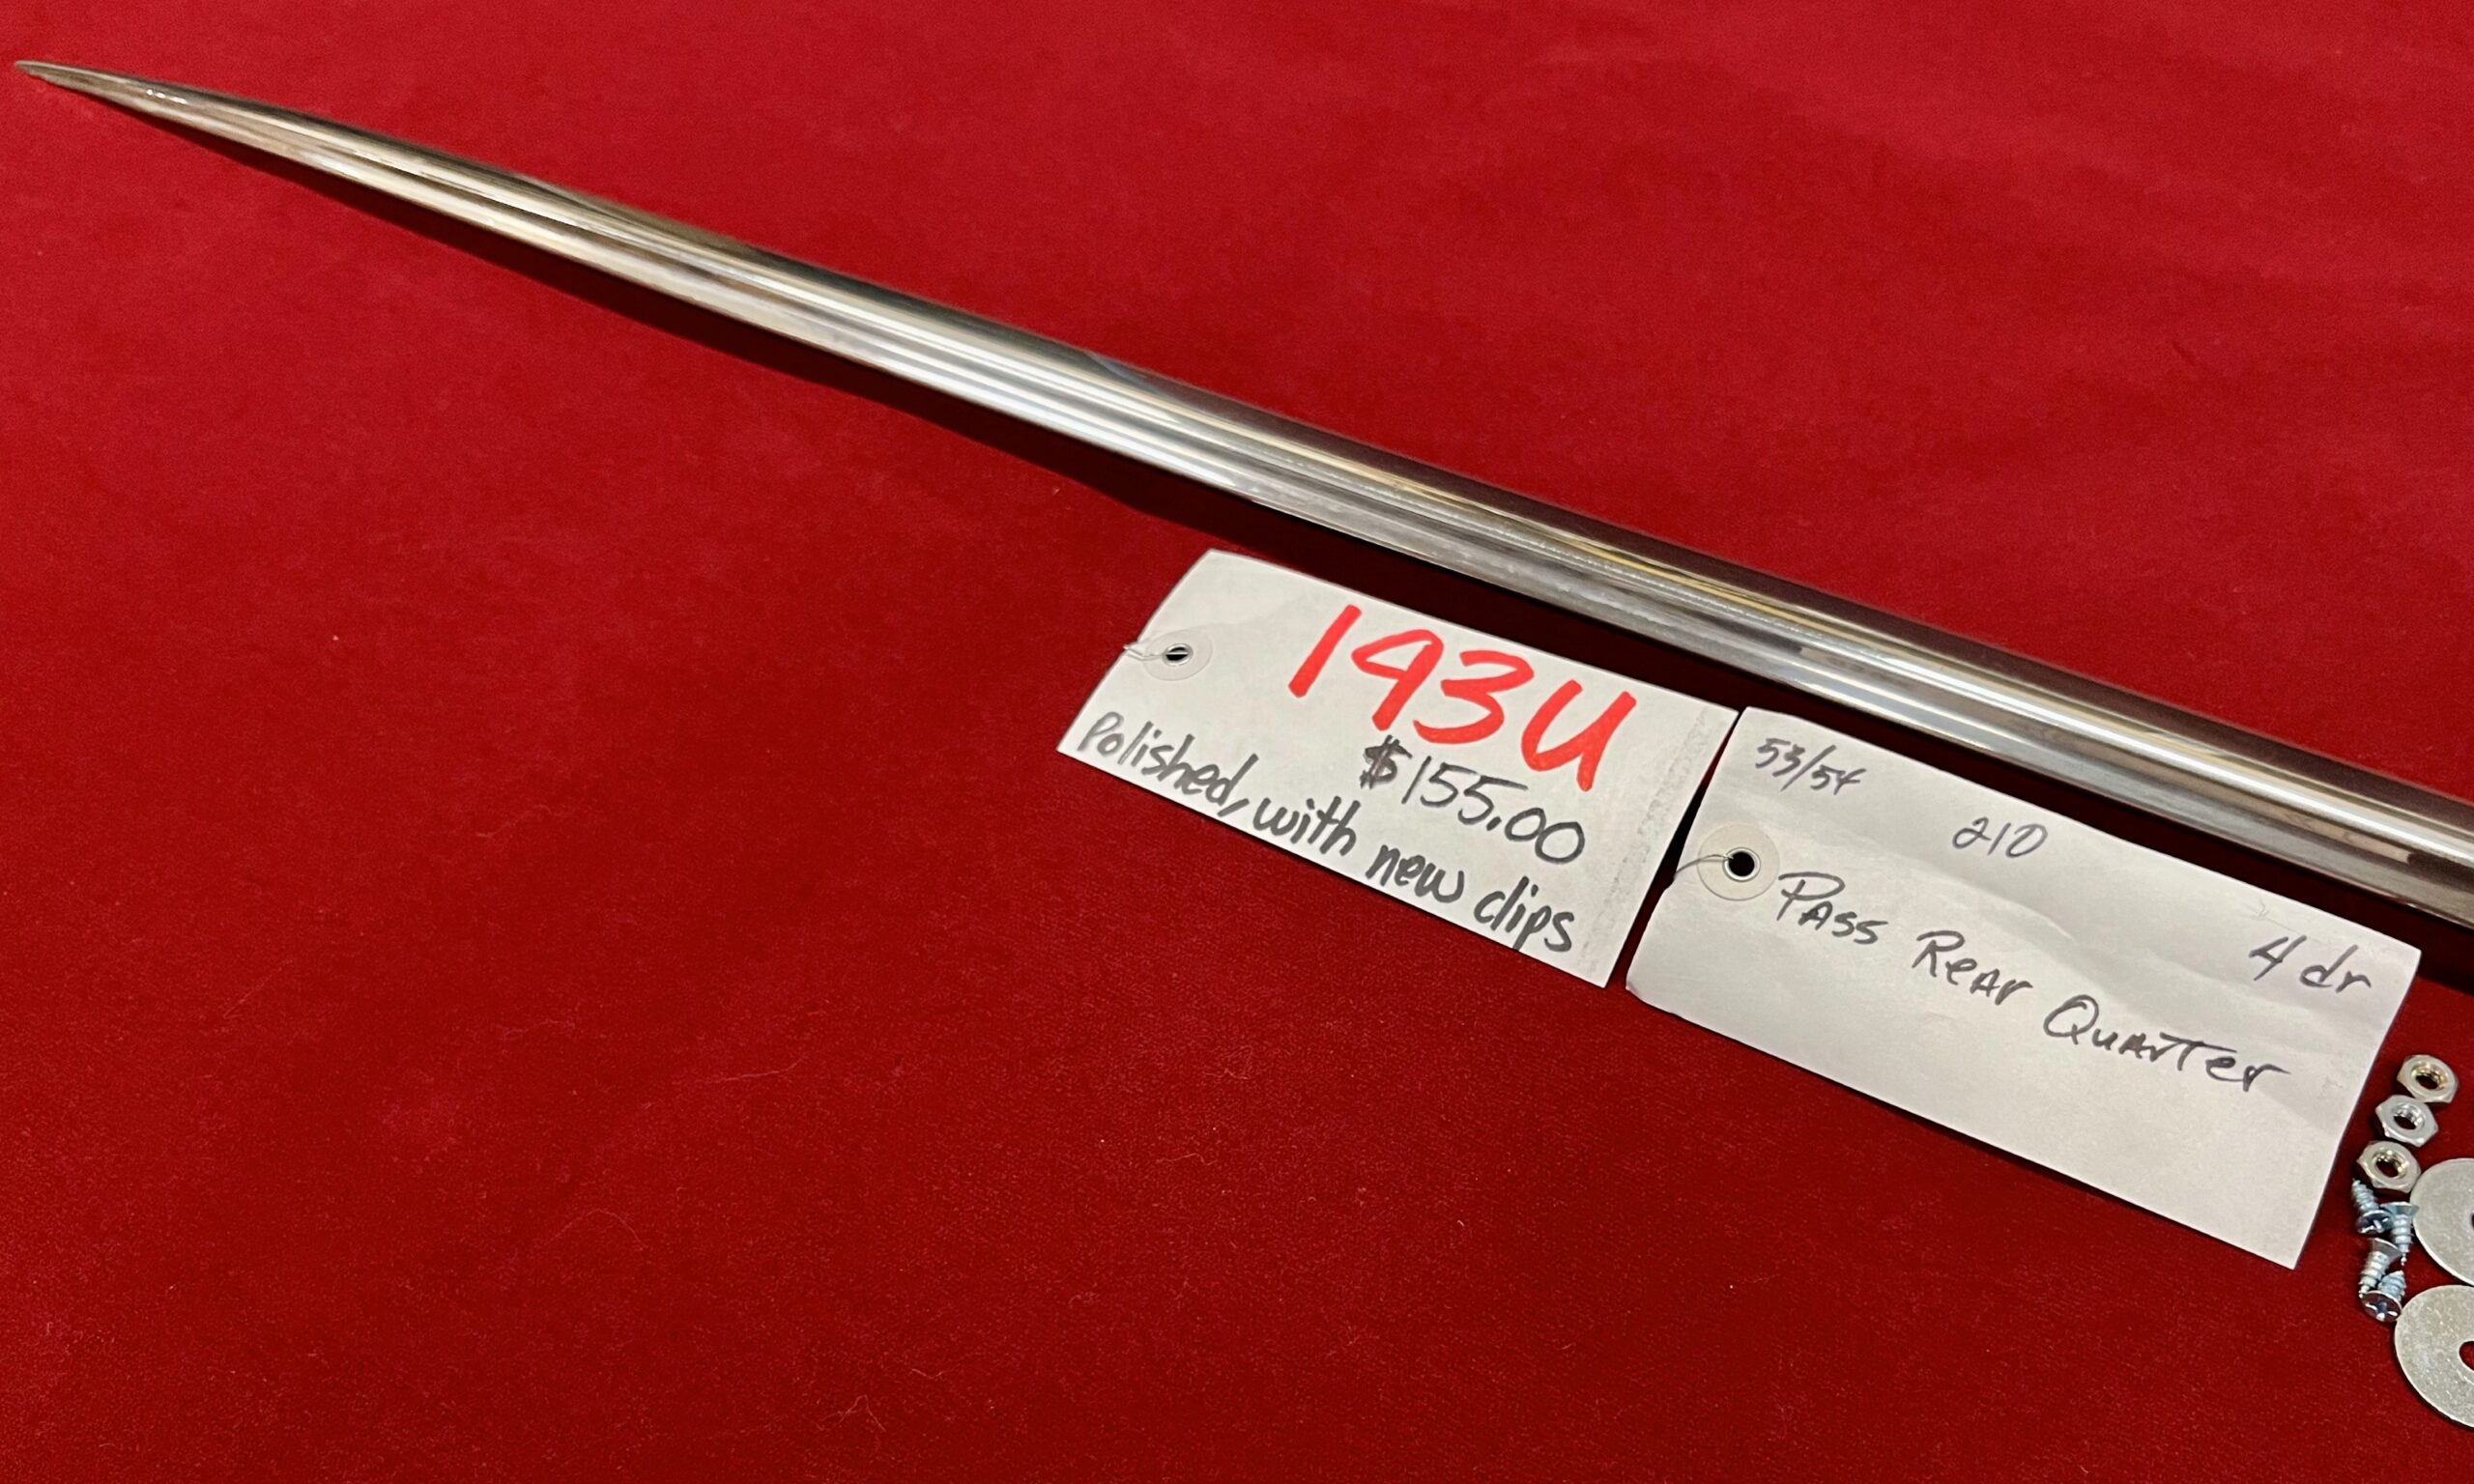 193U
$155.00
Polished, with new clips
53/54
210
4 dr
Pass Rear Quarter